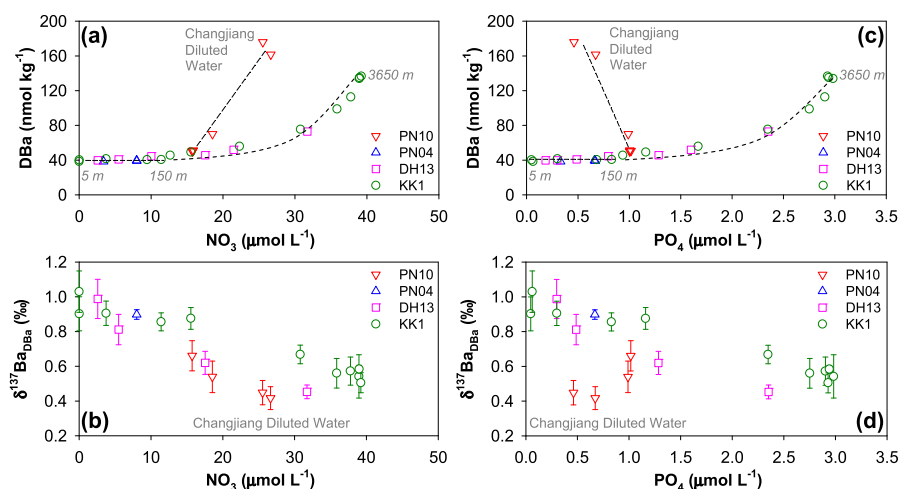 (a)
200
160
120
80
40
0
DBa (nmol kg⁻¹)
Changjiang
Diluted
Water
3650 m
5 m
150 m
PN10
PN04
DH13
KK1
0 10 20 30 40 50
NO₃ (µmol L⁻¹)
(c)
200
160
120
80
40
0
DBa (nmol kg⁻¹)
Changjiang
Diluted
Water
3650 m
5 m
150 m
PN10
PN04
DH13
KK1
0.0 0.5 1.0 1.5 2.0 2.5 3.0 3.5
PO₄ (µmol L⁻¹)
1.2
1.0
0.8
0.6
0.4
0.2
δ¹³⁷Ba_DBa (‰)
PN10
PN04
DH13
KK1
(b)
Changjiang Diluted Water
0 10 20 30 40 50
NO₃ (µmol L⁻¹)
1.2
1.0
0.8
0.6
0.4
0.2
δ¹³⁷Ba_DBa (‰)
PN10
PN04
DH13
KK1
Changjiang Diluted Water
(d)
0.0 0.5 1.0 1.5 2.0 2.5 3.0 3.5
PO₄ (µmol L⁻¹)